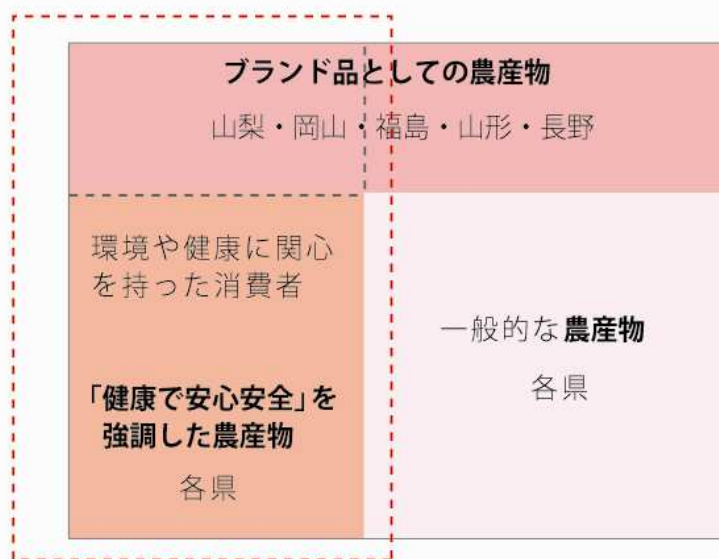 ブランド品としての農産物
山梨・岡山・福島・山形・長野
環境や健康に関心
を持った消費者
一般的な農産物
各県
「健康で安心安全」を
強調した農産物
各県